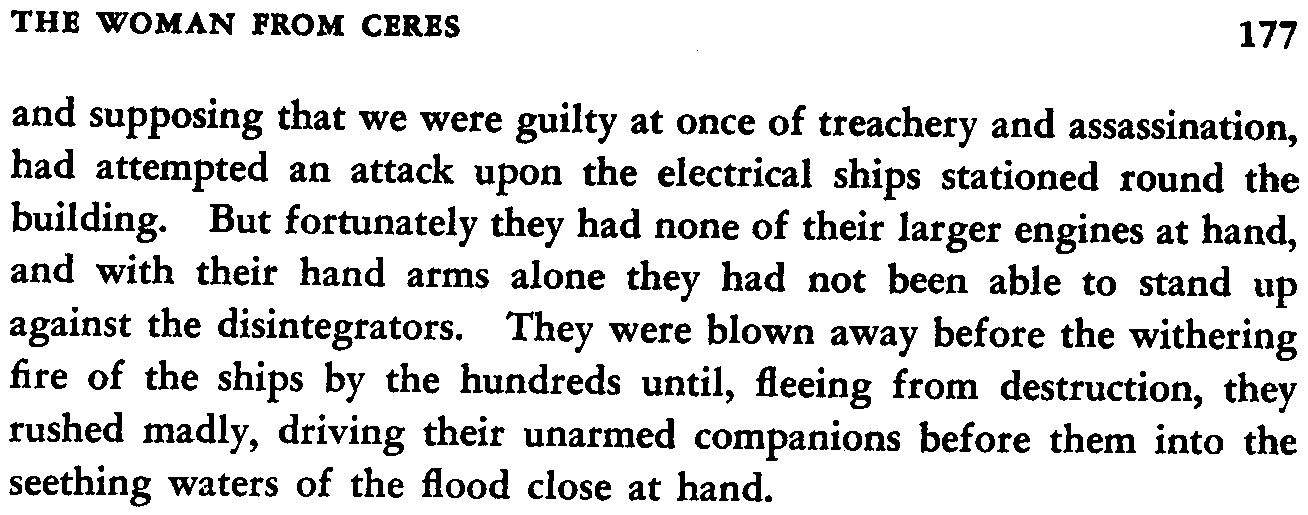 THE WOMAN FROM CERES 177
and supposing that we were guilty at once of treachery and assassination,
had attempted an attack upon the electrical ships stationed round the
building. But fortunately they had none of their larger engines at hand,
and with their hand arms alone they had not been able to stand up
against the disintegrators. They were blown away before the withering
fire of the ships by the hundreds until, fleeing from destruction, they
rushed madly, driving their unarmed companions before them into the
seething waters of the flood close at hand.